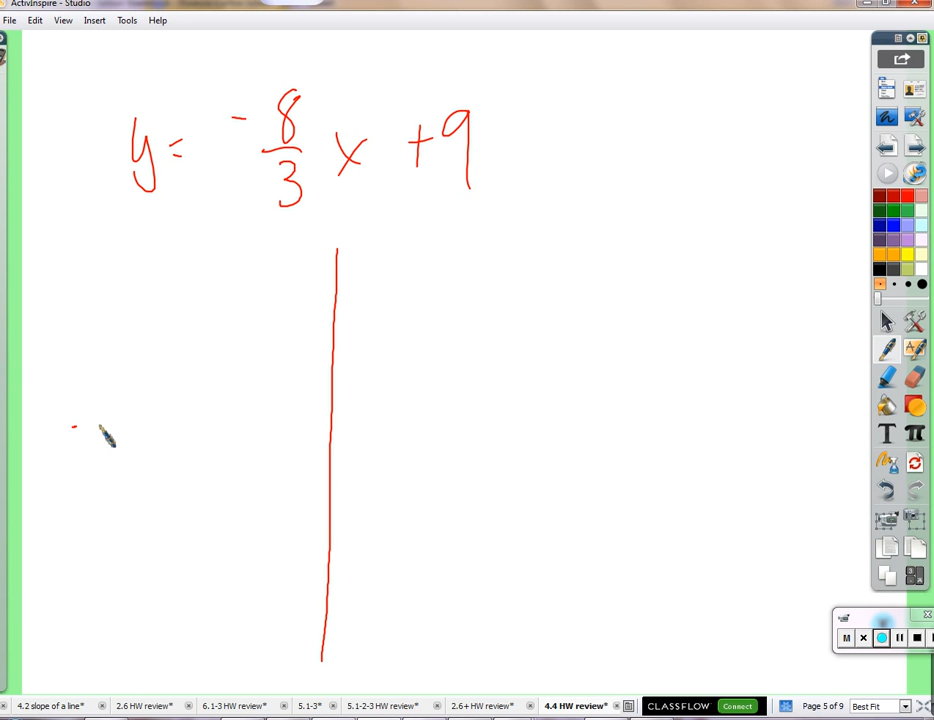 ActivInspire - Studio
File Edit View Insert Tools Help
y = -8/3 x + 9
M
4.2 slope of a line* 2.6 HW review* 6.1-3 HW review* 5.1-3* 5.1-2-3 HW review* 2.6+ HW review* 4.4 HW review* CLASSFLOW Connect Page 5 of 9 Best Fit